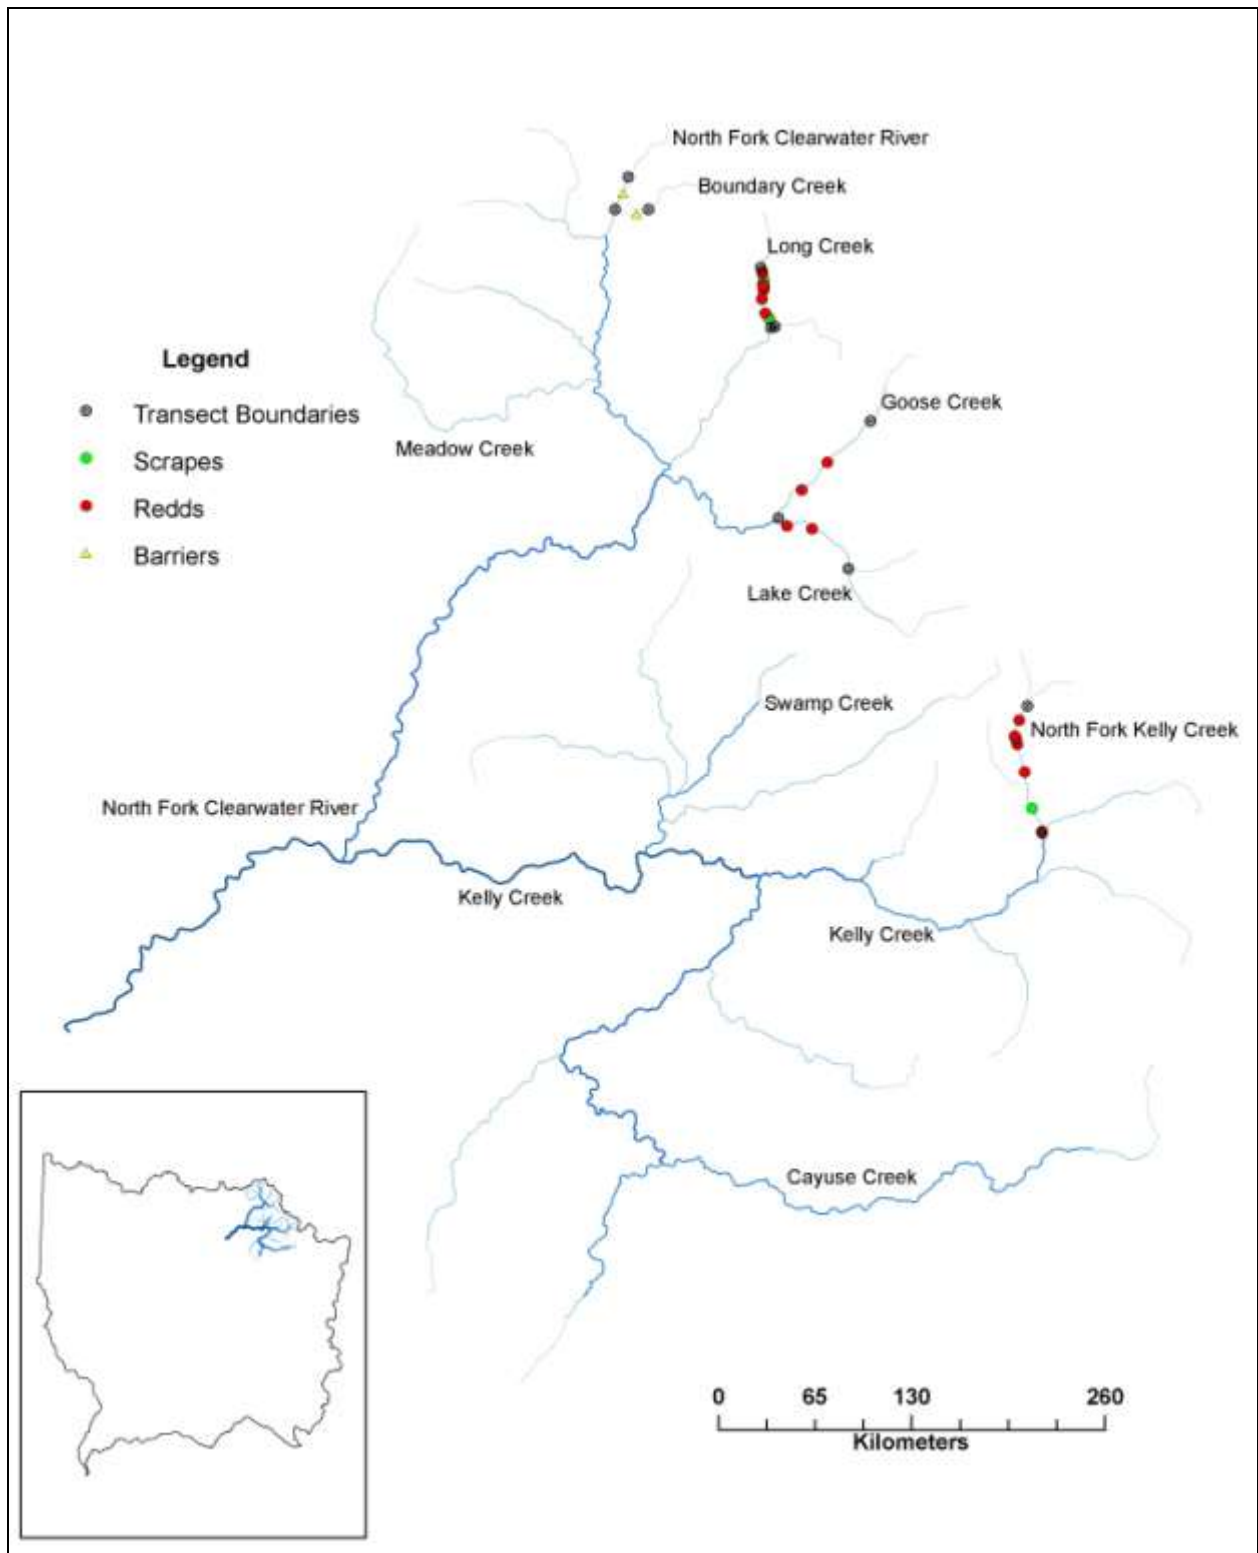 North Fork Clearwater River
Boundary Creek
Long Creek
Legend
Transect Boundaries
Scrapes
Redds
Barriers
Goose Creek
Meadow Creek
Lake Creek
Swamp Creek
North Fork Kelly Creek
North Fork Clearwater River
Kelly Creek
Kelly Creek
Cayuse Creek
0 65 130 260
Kilometers